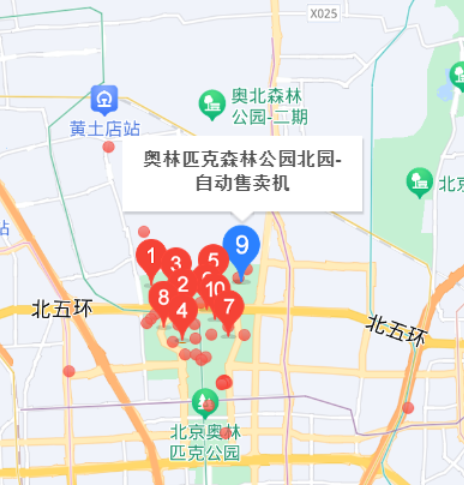 X025
奥北森林
公园-二期
黄土店站
奥林匹克森林公园北园-
自动售卖机
北京
站
1
3
5
9
2
8
10
4
7
北五环
北五环
北京奥林
匹克公园